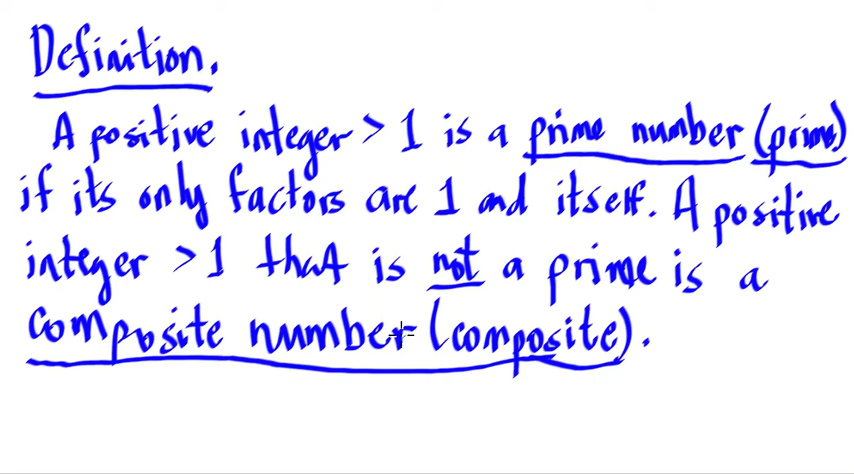 Definition.
A positive integer > 1 is a prime number (prime)
if its only factors are 1 and itself. A positive
integer > 1 that is not a prime is a
composite number (composite).